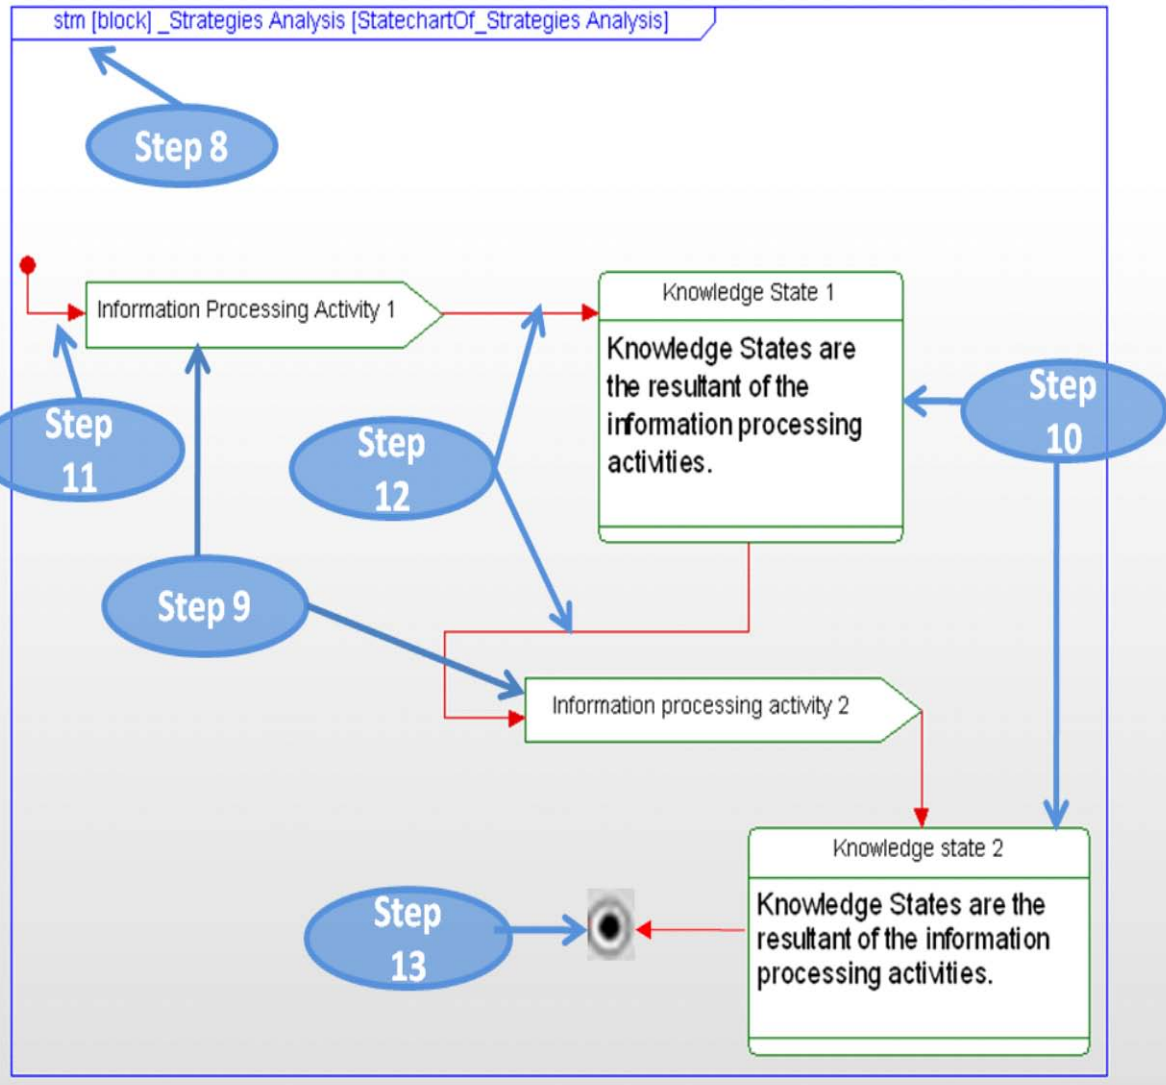 stm [block] _Strategies Analysis [StatechartOf_Strategies Analysis]
Step 8
Information Processing Activity 1
Knowledge State 1
Knowledge States are
the resultant of the
information processing
activities.
Step
10
Step
11
Step
12
Step 9
Information processing activity 2
Knowledge state 2
Knowledge States are the
resultant of the information
processing activities.
Step
13